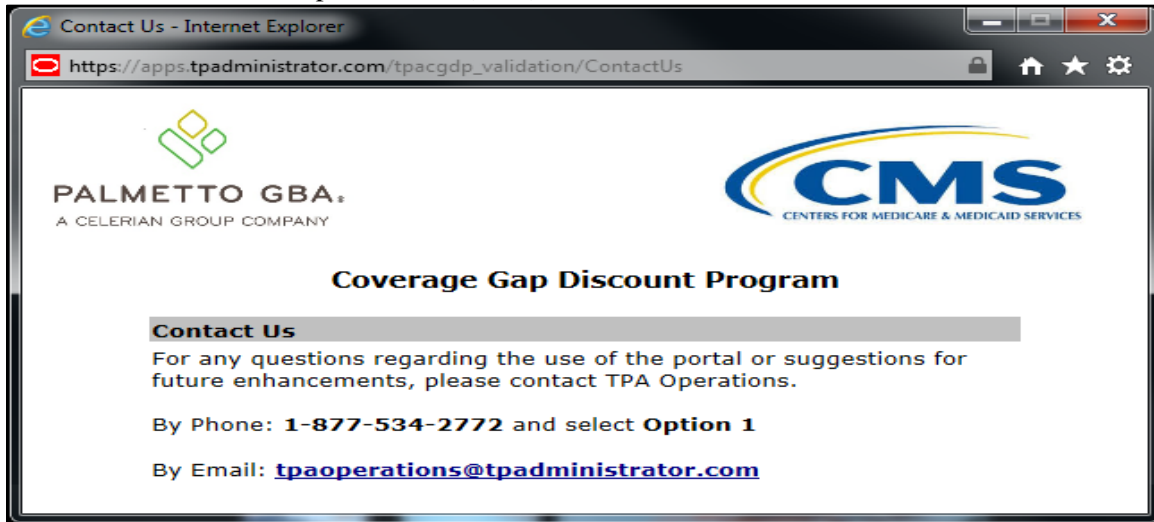 Contact Us - Internet Explorer
https://apps.tpadministrator.com/tpacgdp_validation/ContactUs
PALMETTO GBA.
A CELERIAN GROUP COMPANY
CMS
CENTERS FOR MEDICARE & MEDICAID SERVICES
Coverage Gap Discount Program
Contact Us
For any questions regarding the use of the portal or suggestions for
future enhancements, please contact TPA Operations.
By Phone: 1-877-534-2772 and select Option 1
By Email: tpaoperations@tpadministrator.com